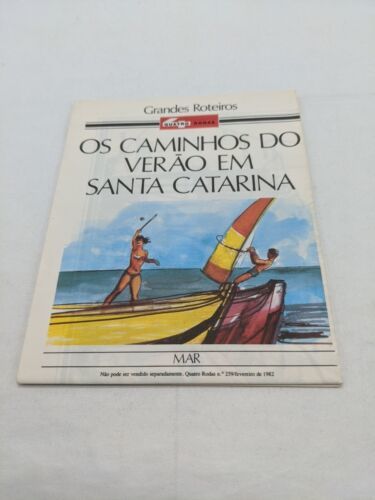 Grandes Roteiros
QUATRO RODAS
OS CAMINHOS DO
VERÃO EM
SANTA CATARINA
MAR
Não pode ser vendido separadamente. Quatro Rodas n.º 259/fevereiro de 1982